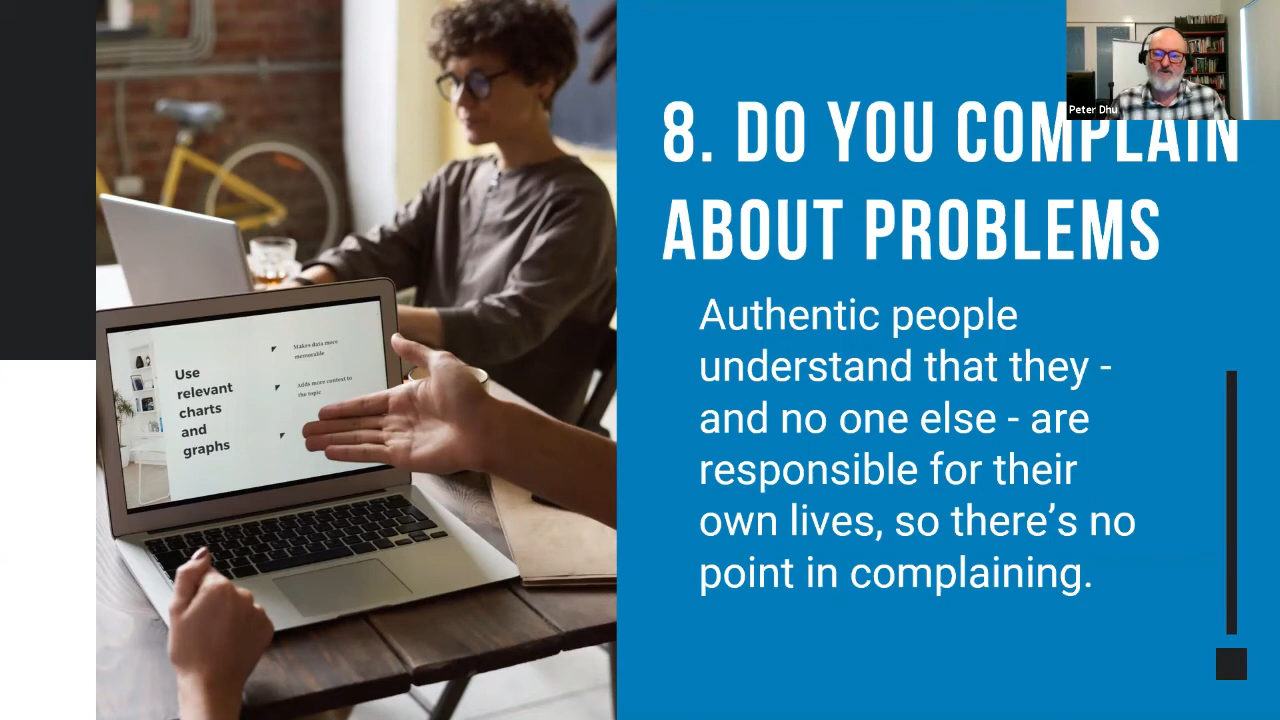 Peter Dhu
8. DO YOU COMPLAIN
ABOUT PROBLEMS
Authentic people
understand that they -
and no one else - are
responsible for their
own lives, so there's no
point in complaining.
Use
relevant
charts
and
graphs
Makes data more
memorable
Adds more context to
the topic